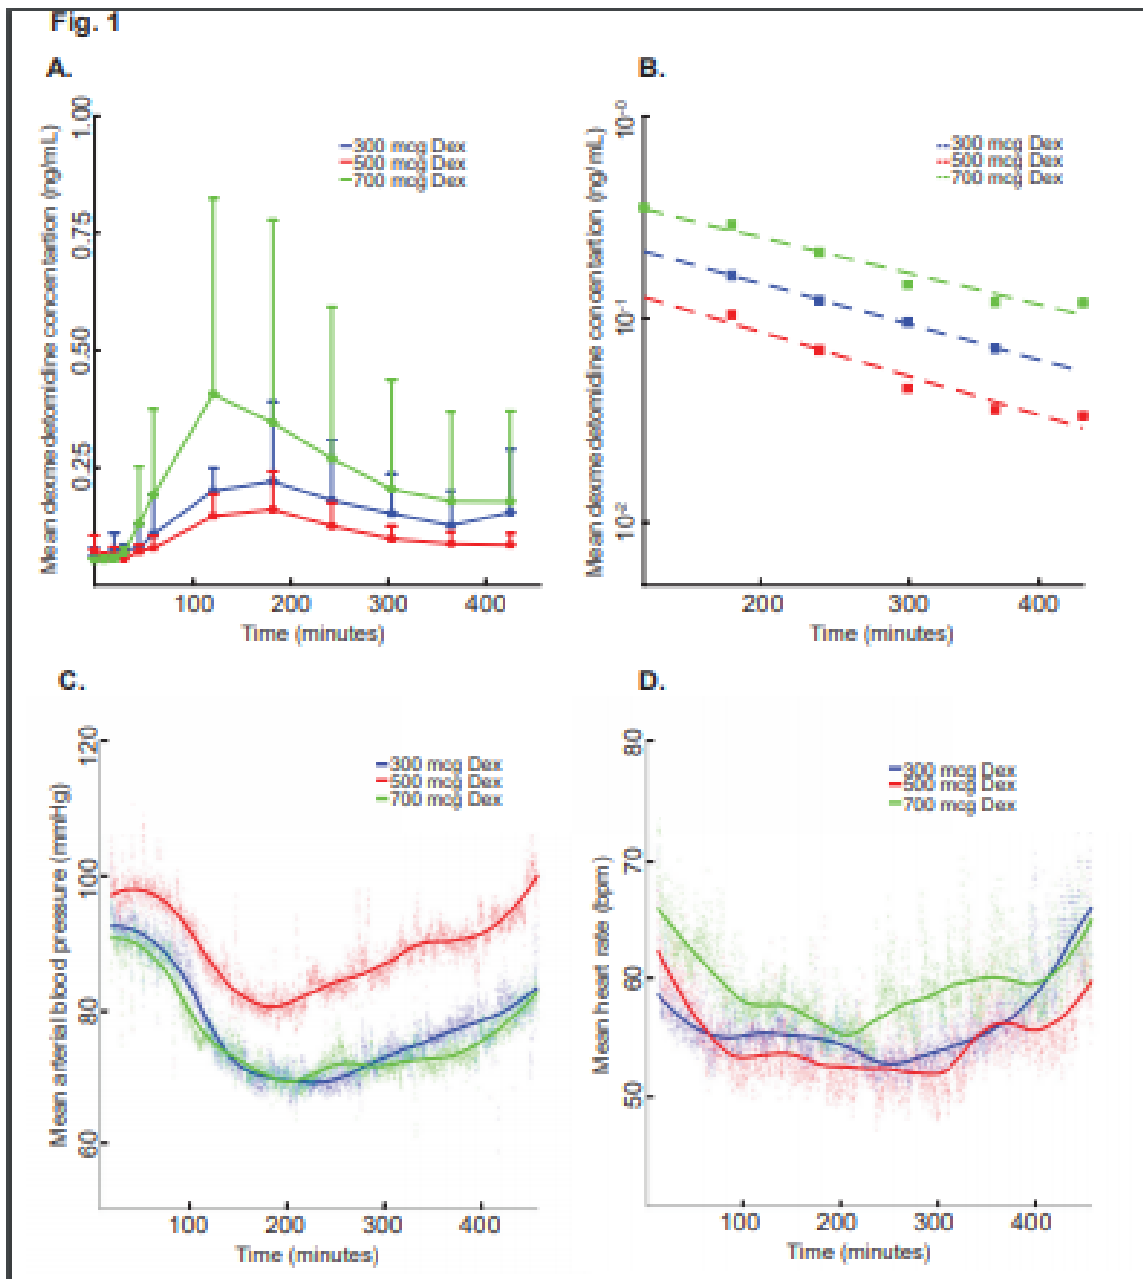 Fig. 1
A.
Mean dexmedetomidine concentartion (ng/mL)
1.00
0.75
0.50
0.25
300 mcg Dex
500 mcg Dex
700 mcg Dex
100 200 300 400
Time (minutes)
B.
Mean dexmedetomidine concentartion (ng/mL)
10-0
10-1
10-2
300 mcg Dex
500 mcg Dex
700 mcg Dex
200 300 400
Time (minutes)
C.
Mean arterial blood pressure (mmHg)
120
100
80
60
300 mcg Dex
500 mcg Dex
700 mcg Dex
100 200 300 400
Time (minutes)
D.
Mean heart rate (bpm)
80
70
60
50
300 mcg Dex
500 mcg Dex
700 mcg Dex
100 200 300 400
Time (minutes)